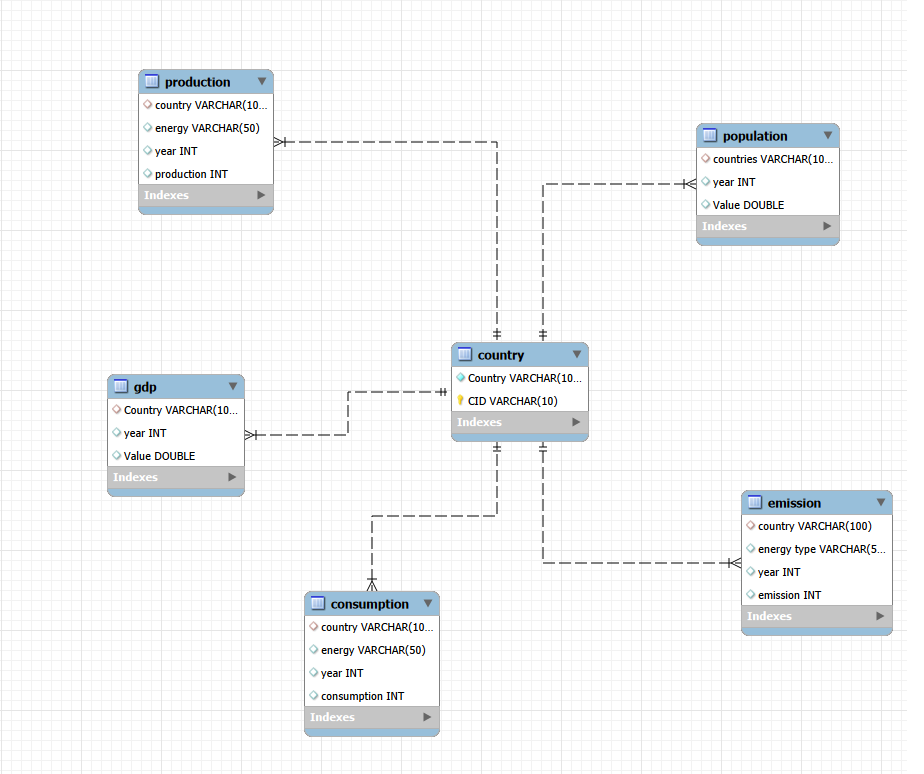 production
country VARCHAR(10...
energy VARCHAR(50)
year INT
production INT
Indexes
population
countries VARCHAR(10...
year INT
Value DOUBLE
Indexes
country
Country VARCHAR(10...
CID VARCHAR(10)
Indexes
gdp
Country VARCHAR(10...
year INT
Value DOUBLE
Indexes
emission
country VARCHAR(100)
energy type VARCHAR(5...
year INT
emission INT
Indexes
consumption
country VARCHAR(10...
energy VARCHAR(50)
year INT
consumption INT
Indexes